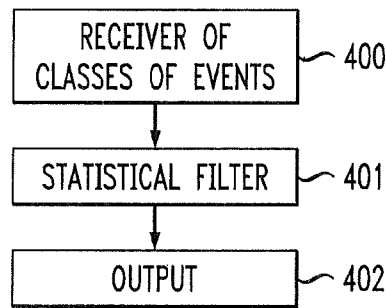 RECEIVER OF
CLASSES OF EVENTS
400
STATISTICAL FILTER
401
OUTPUT
402